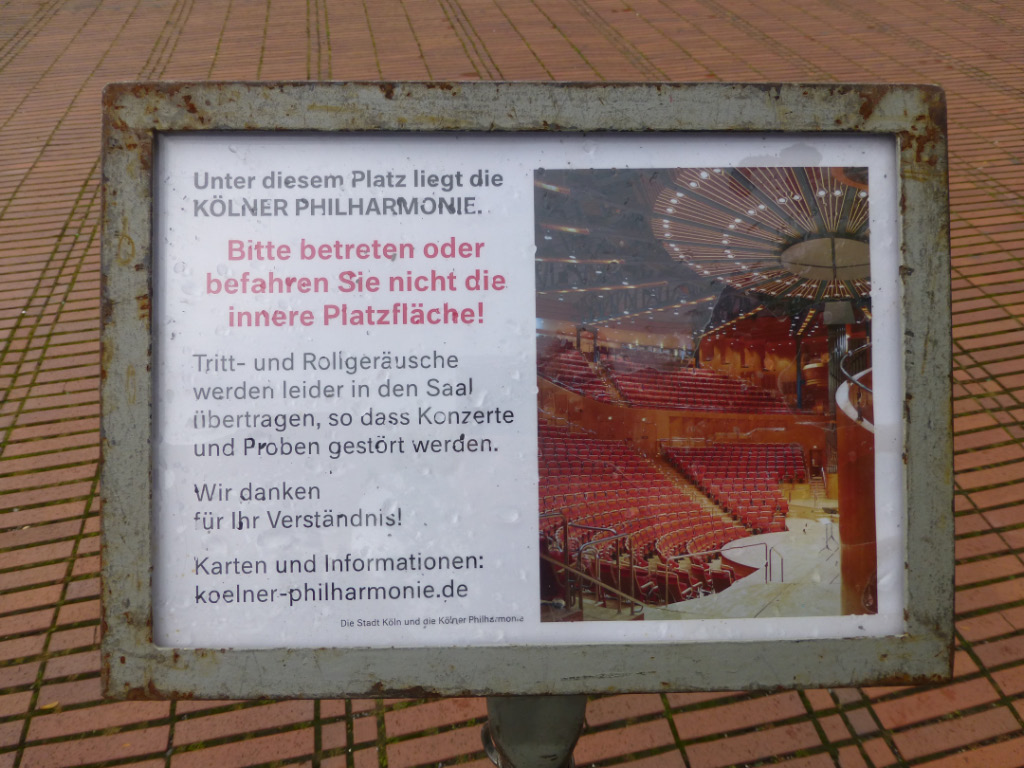 Unter diesem Platz liegt die
KÖLNER PHILHARMONIE.
Bitte betreten oder
befahren Sie nicht die
innere Platzfläche!
Tritt- und Rollgeräusche
werden leider in den Saal
übertragen, so dass Konzerte
und Proben gestört werden.
Wir danken
für Ihr Verständnis!
Karten und Informationen:
koelner-philharmonie.de
Die Stadt Köln und die Kölner Philharmonie